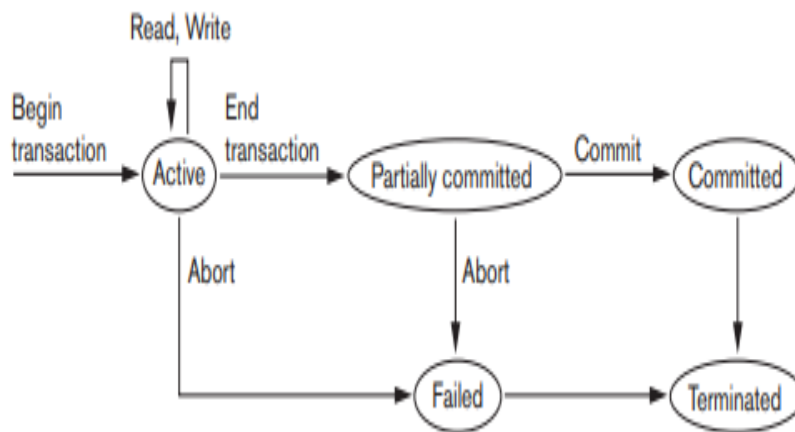 Read, Write
Begin
transaction
End
transaction
Active
Partially committed
Commit
Committed
Abort
Abort
Failed
Terminated